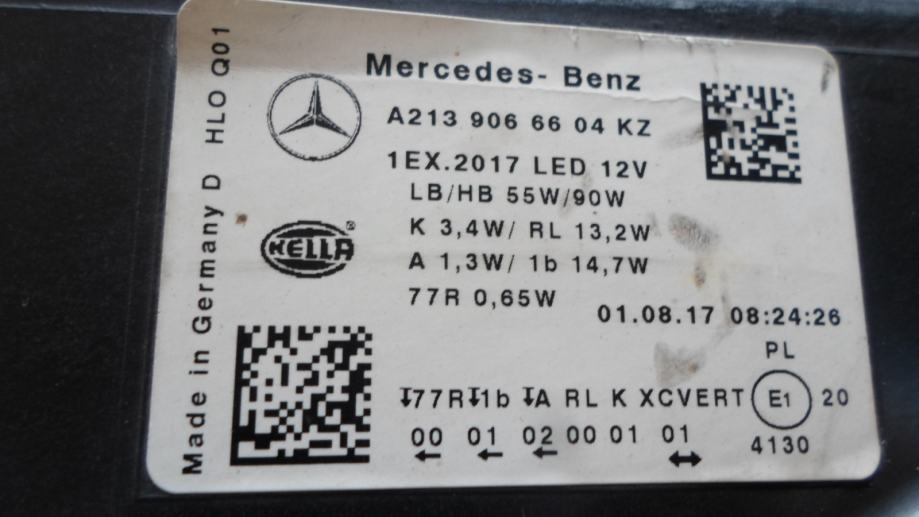 Mercedes- Benz
A213 906 66 04 KZ
1EX.2017 LED 12V
LB/HB 55W/90W
K 3,4W/ RL 13,2W
A 1,3W/ 1b 14,7W
77R 0,65W
01.08.17 08:24:26
PL
77R 1b A RL K XCVERT E1 20
00 01 02 00 01 01
4130
HELLA®
Made in Germany D HLO Q01